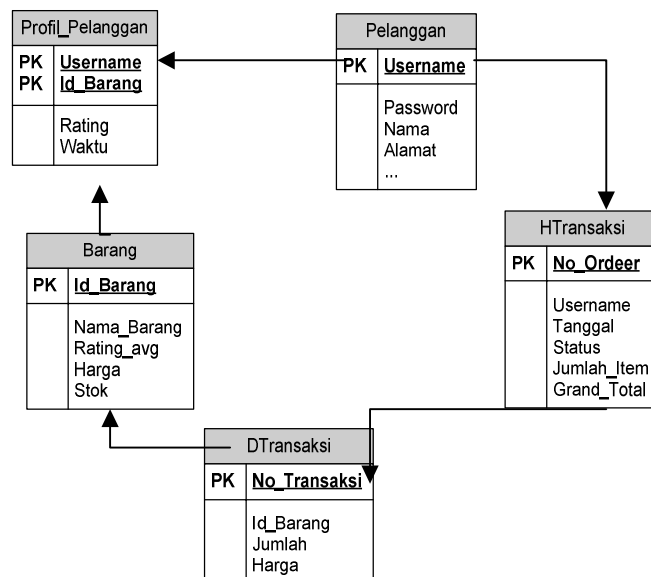 Profil_Pelanggan
PK Username
PK Id_Barang
Rating
Waktu
Pelanggan
PK Username
Password
Nama
Alamat
...
Barang
PK Id_Barang
Nama_Barang
Rating_avg
Harga
Stok
HTransaksi
PK No_Ordeer
Username
Tanggal
Status
Jumlah_Item
Grand_Total
DTransaksi
PK No_Transaksi
Id_Barang
Jumlah
Harga